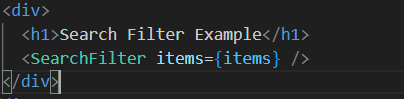 <div>
<h1>Search Filter Example</h1>
<SearchFilter items={items} />
</div>